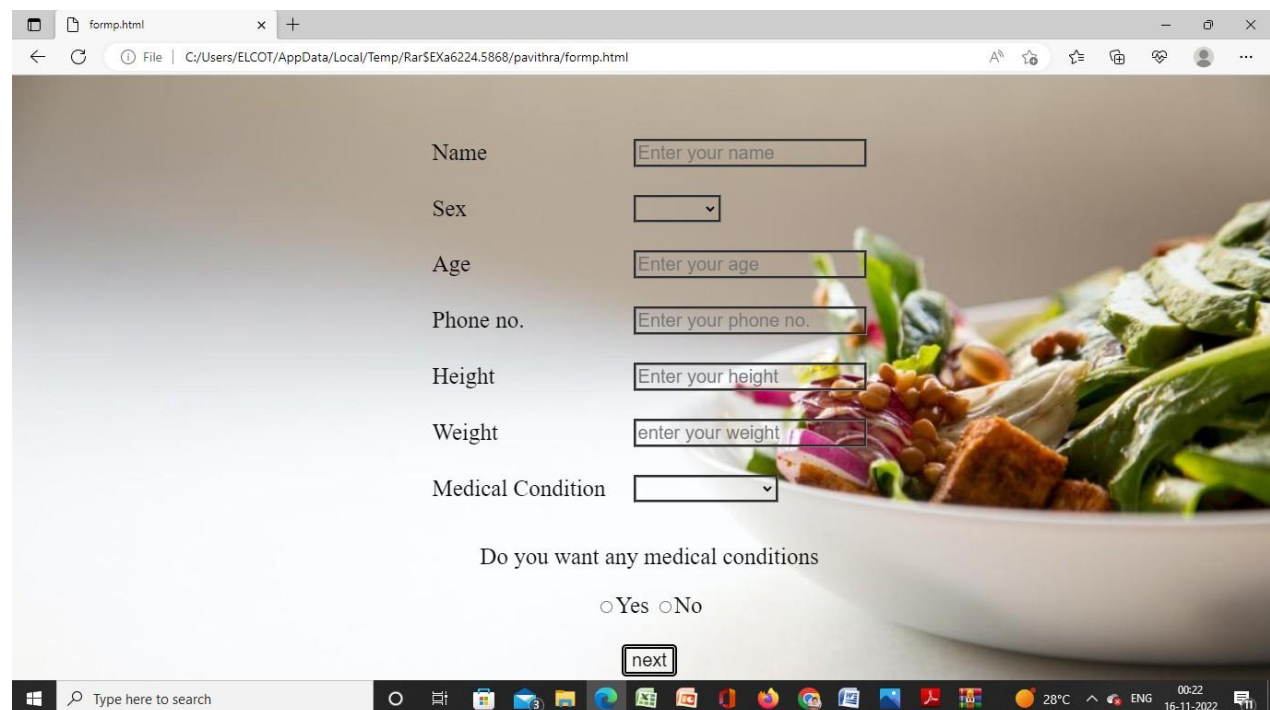 formp.html
File | C:/Users/ELCOT/AppData/Local/Temp/Rar$EXa6224.5868/pavithra/formp.html
Name Enter your name
Sex
Age Enter your age
Phone no. Enter your phone no.
Height Enter your height
Weight enter your weight
Medical Condition
Do you want any medical conditions
Yes No
next
Type here to search 3 28°C ENG 00:22
16-11-2022 11